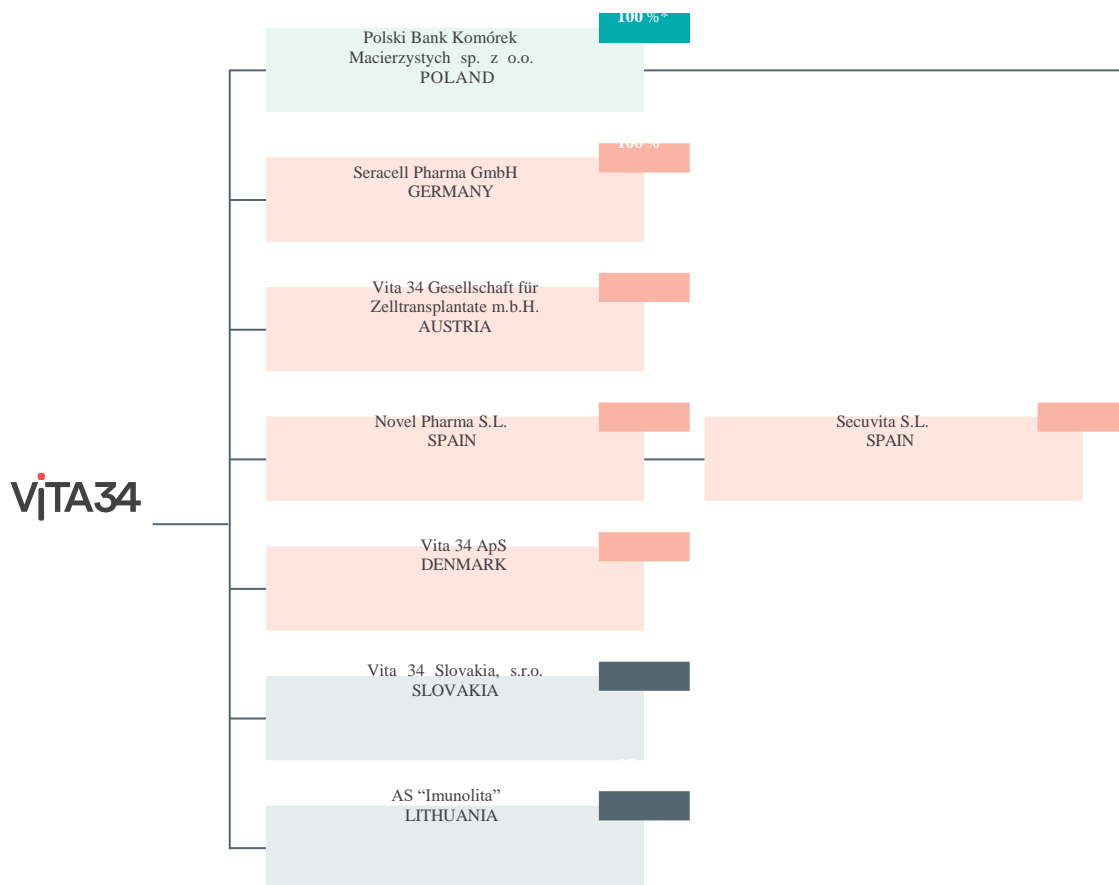 100 %*
Polski Bank Komórek
Macierzystych sp. z o.o.
POLAND
100 %
Seracell Pharma GmbH
GERMANY
Vita 34 Gesellschaft für
Zelltransplantate m.b.H.
AUSTRIA
Novel Pharma S.L.
SPAIN
Secuvita S.L.
SPAIN
ViTA34
Vita 34 ApS
DENMARK
Vita 34 Slovakia, s.r.o.
SLOVAKIA
AS “Imunolita”
LITHUANIA